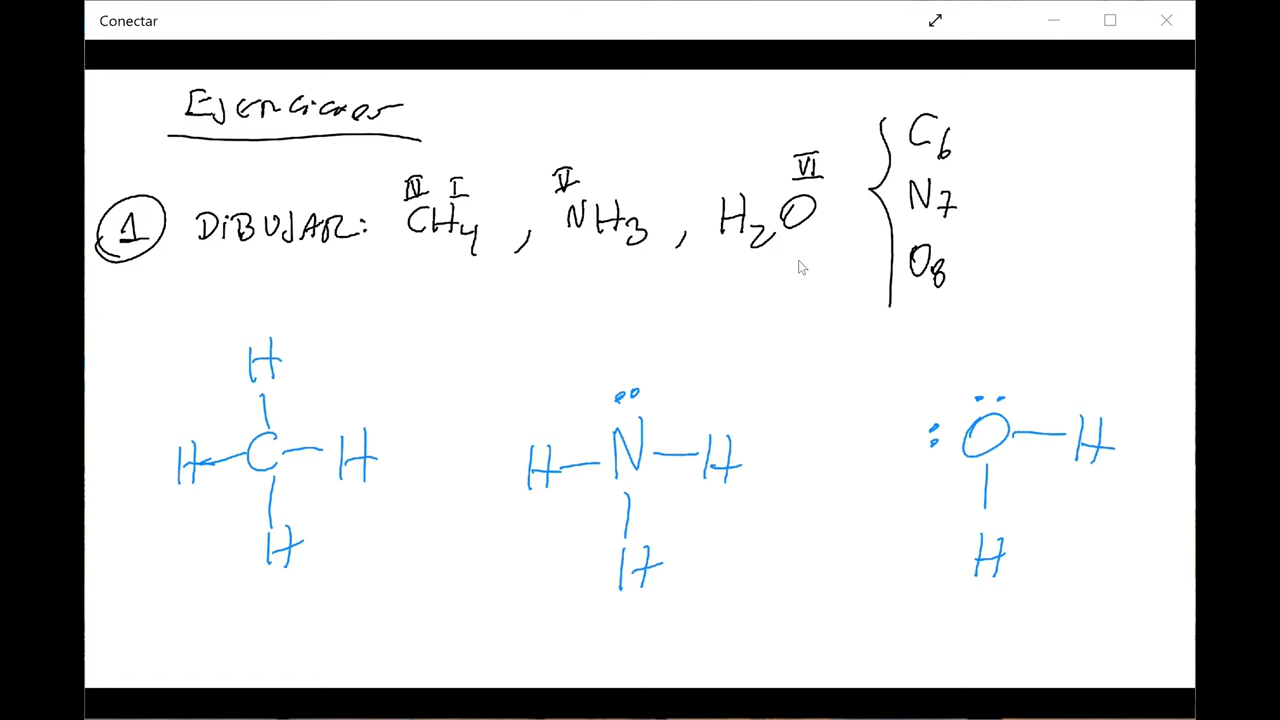 Conectar
Ejercicios
1 DIBUJAR: CH4, NH3, H2O
IV I V VI
C6
N7
O8
H
H C H
H
H N H
H
O H
H